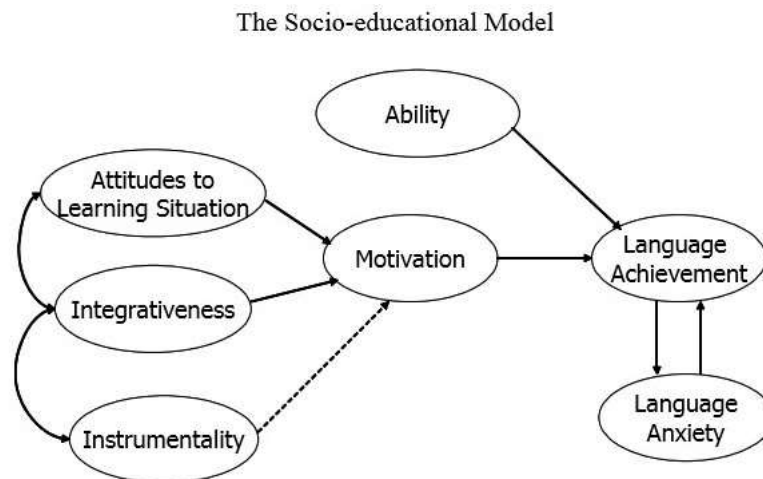 The Socio-educational Model
Ability
Attitudes to
Learning Situation
Motivation
Language
Achievement
Integrativeness
Instrumentality
Language
Anxiety